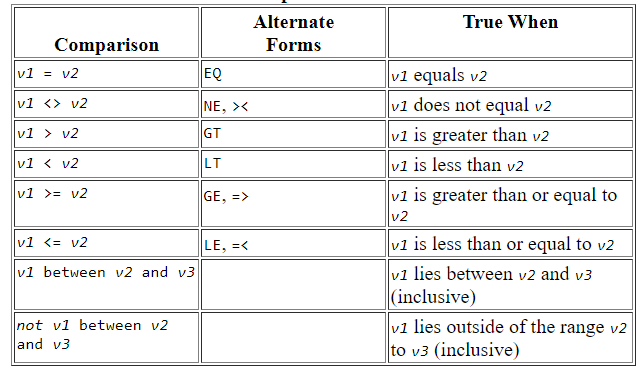 Comparison Alternate Forms True When
v1 = v2 EQ v1 equals v2
v1 <> v2 NE, >< v1 does not equal v2
v1 > v2 GT v1 is greater than v2
v1 < v2 LT v1 is less than v2
v1 >= v2 GE, => v1 is greater than or equal to
v2
v1 <= v2 LE, =< v1 is less than or equal to v2
v1 between v2 and v3 v1 lies between v2 and v3
(inclusive)
not v1 between v2 v1 lies outside of the range v2
and v3 to v3 (inclusive)